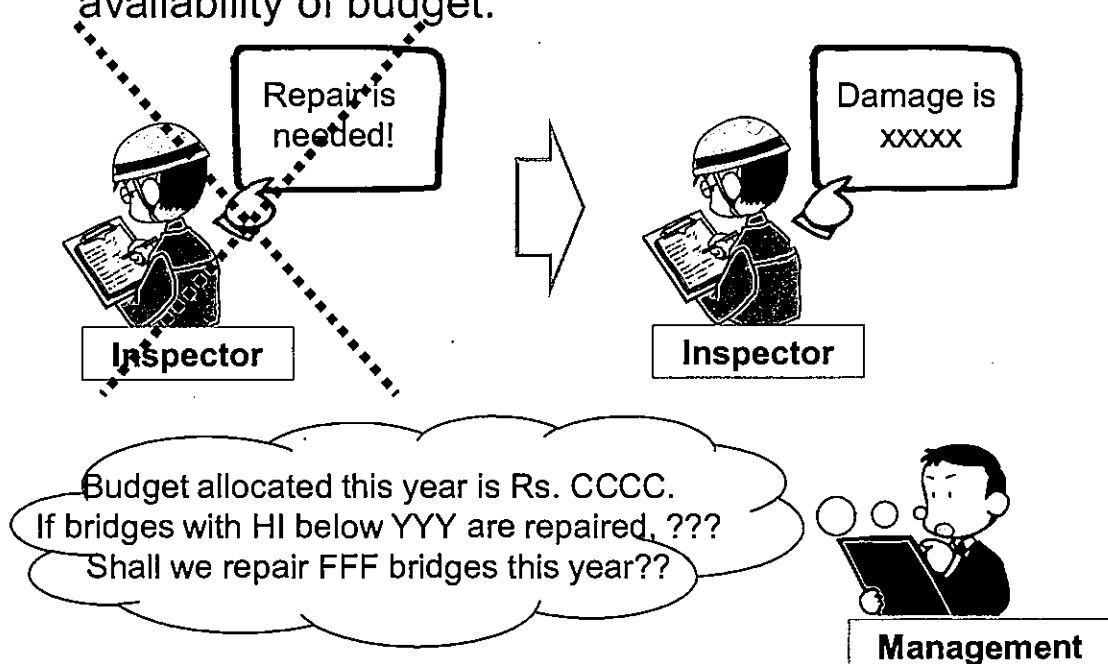 availability of budget.
Repair is
needed!
Damage is
xxxxx
Inspector
Inspector
Budget allocated this year is Rs. CCCC.
If bridges with HI below YYY are repaired, ???
Shall we repair FFF bridges this year??
Management